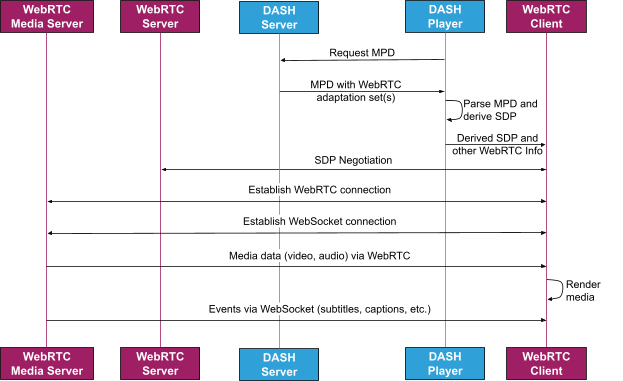 WebRTC
Media Server
WebRTC
Server
DASH
Server
DASH
Player
WebRTC
Client
Request MPD
MPD with WebRTC
adaptation set(s)
Parse MPD and
derive SDP
Derived SDP and
other WebRTC Info
SDP Negotiation
Establish WebRTC connection
Establish WebSocket connection
Media data (video, audio) via WebRTC
Render
media
Events via WebSocket (subtitles, captions, etc.)
WebRTC
Media Server
WebRTC
Server
DASH
Server
DASH
Player
WebRTC
Client